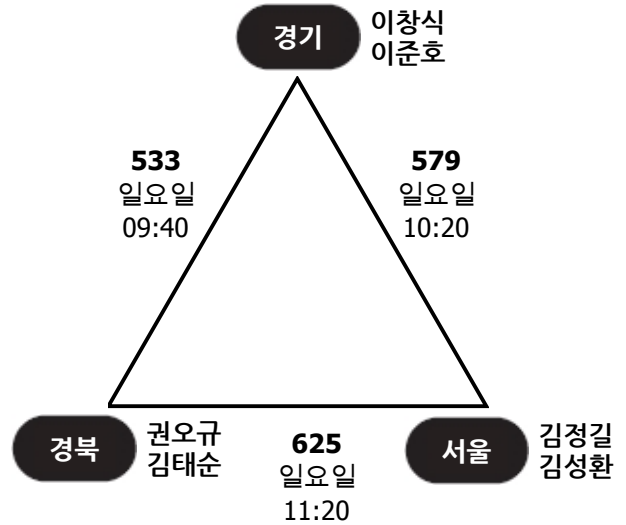 경기
이창식
이준호
533
일요일
09:40
579
일요일
10:20
경북
권오규
김태순
625
일요일
11:20
서울
김정길
김성환